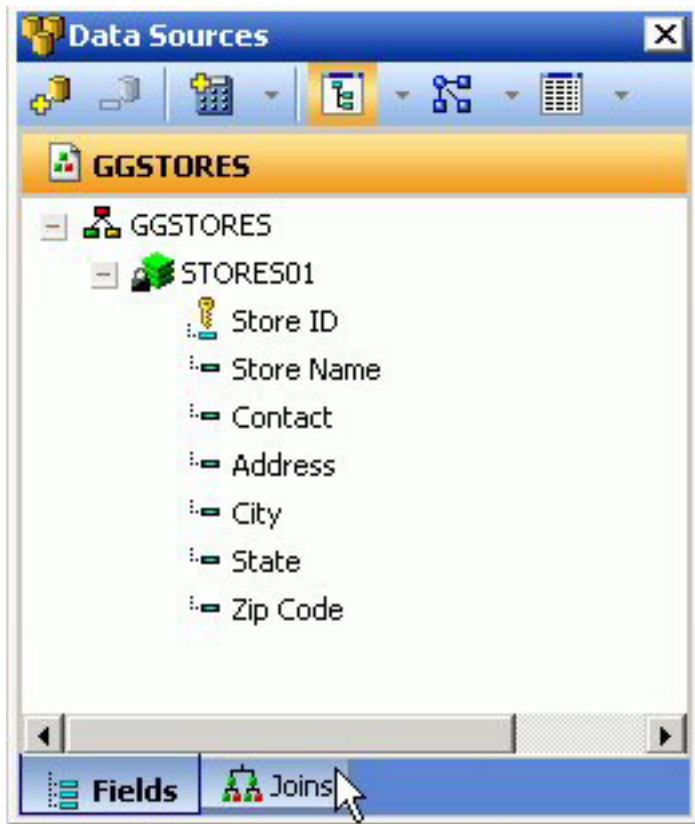 Data Sources
GGSTORES
GGSTORES
STORES01
Store ID
Store Name
Contact
Address
City
State
Zip Code
Fields Joins